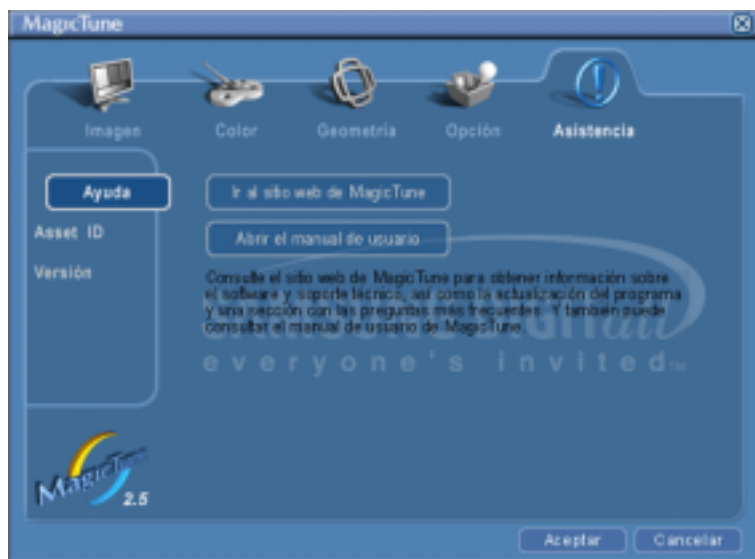 MagicTune
Imagen Color Geometría Opción Asistencia
Ayuda
Asset ID
Versión
Ir al sitio web de MagicTune
Abrir el manual de usuario
Consulte el sitio web de MagicTune para obtener información sobre
el software y soporte técnico, así como la actualización del programa
y una sección con las preguntas más frecuentes. Y también puede
consultar el manual de usuario de MagicTune.
SAMSUNG DIGITall
everyone's invited™
MagicTune
2.5
Aceptar Cancelar